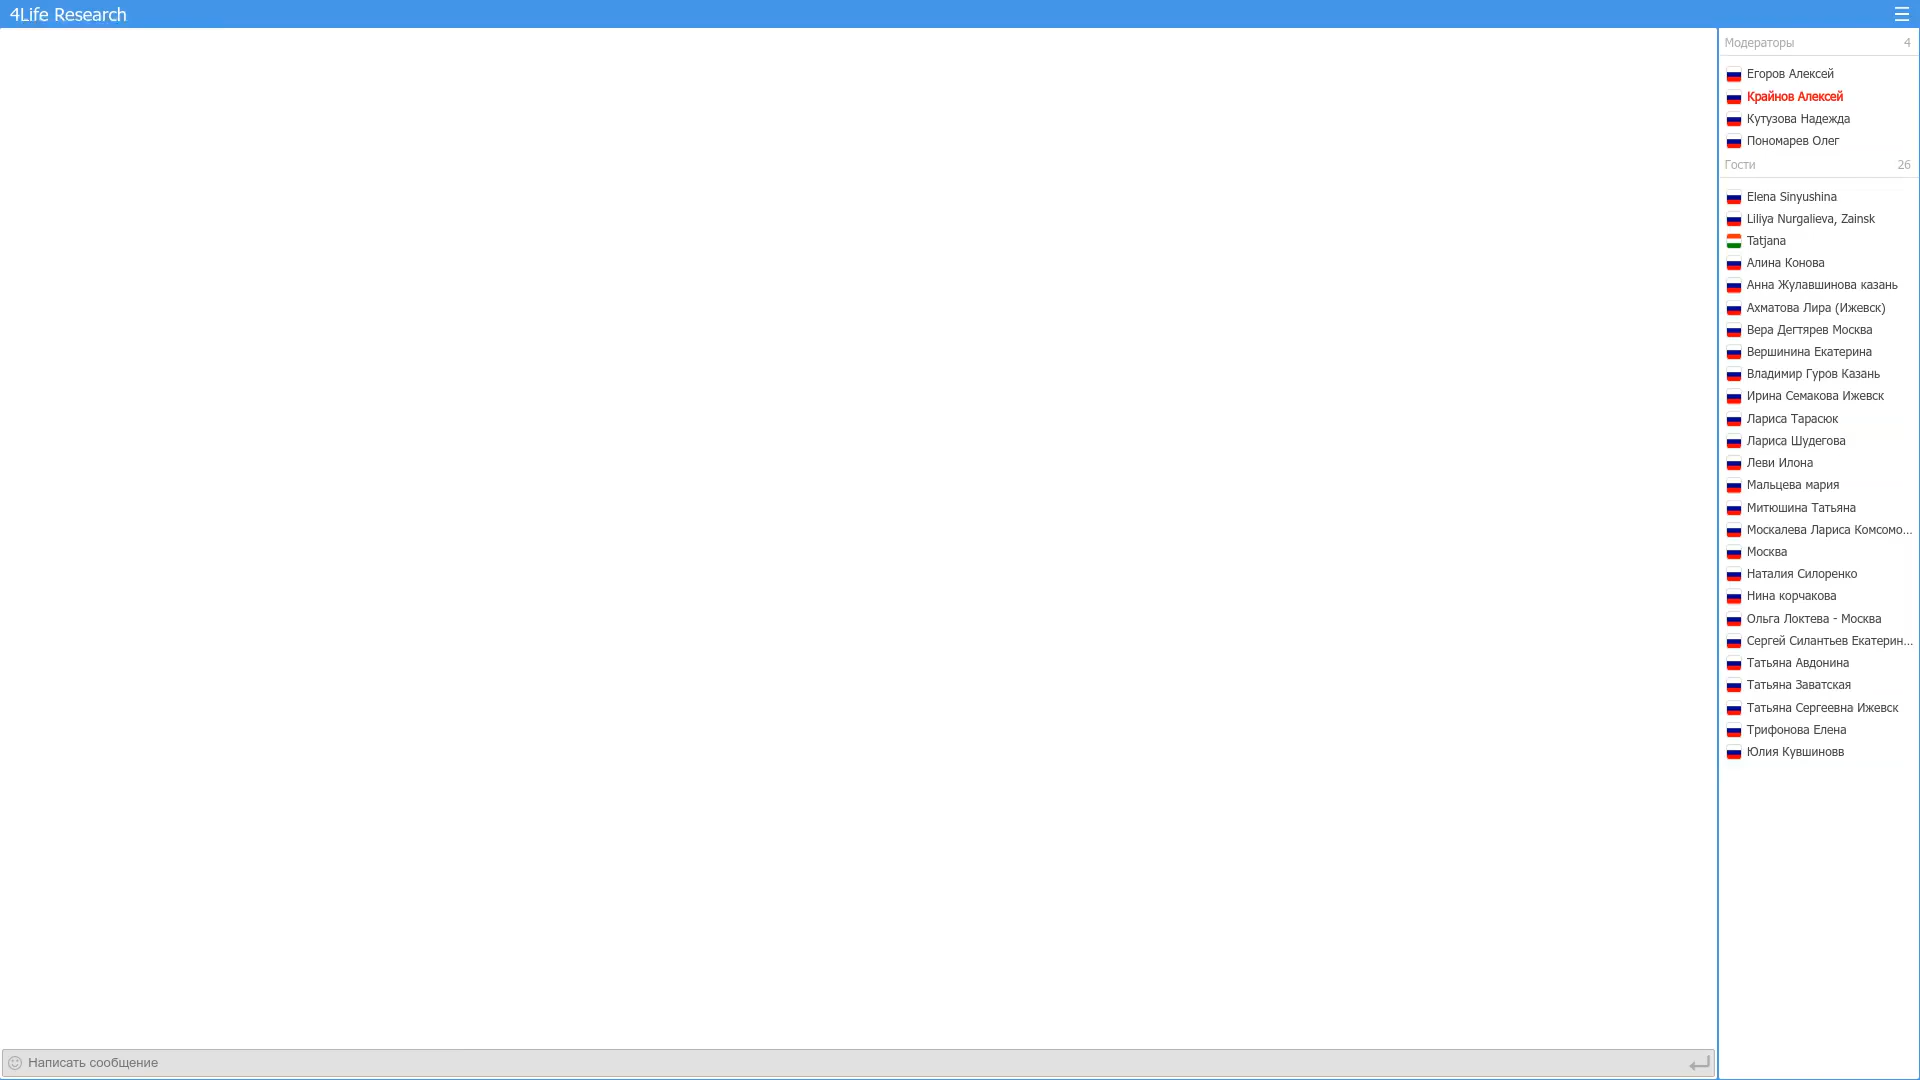 4Life Research
Модераторы 4
Егоров Алексей
Крайнов Алексей
Кутузова Надежда
Пономарев Олег
Гости 26
Elena Sinyushina
Liliya Nurgalieva, Zainsk
Tatjana
Алина Конова
Анна Жулавшинова казань
Ахматова Лира (Ижевск)
Вера Дегтярев Москва
Вершинина Екатерина
Владимир Гуров Казань
Ирина Семакова Ижевск
Лариса Тарасюк
Лариса Шудегова
Леви Илона
Мальцева мария
Митюшина Татьяна
Москалева Лариса Комсомо...
Москва
Наталия Силоренко
Нина корчакова
Ольга Локтева - Москва
Сергей Силантьев Екатерин...
Татьяна Авдонина
Татьяна Заватская
Татьяна Сергеевна Ижевск
Трифонова Елена
Юлия Кувшиновв
Написать сообщение